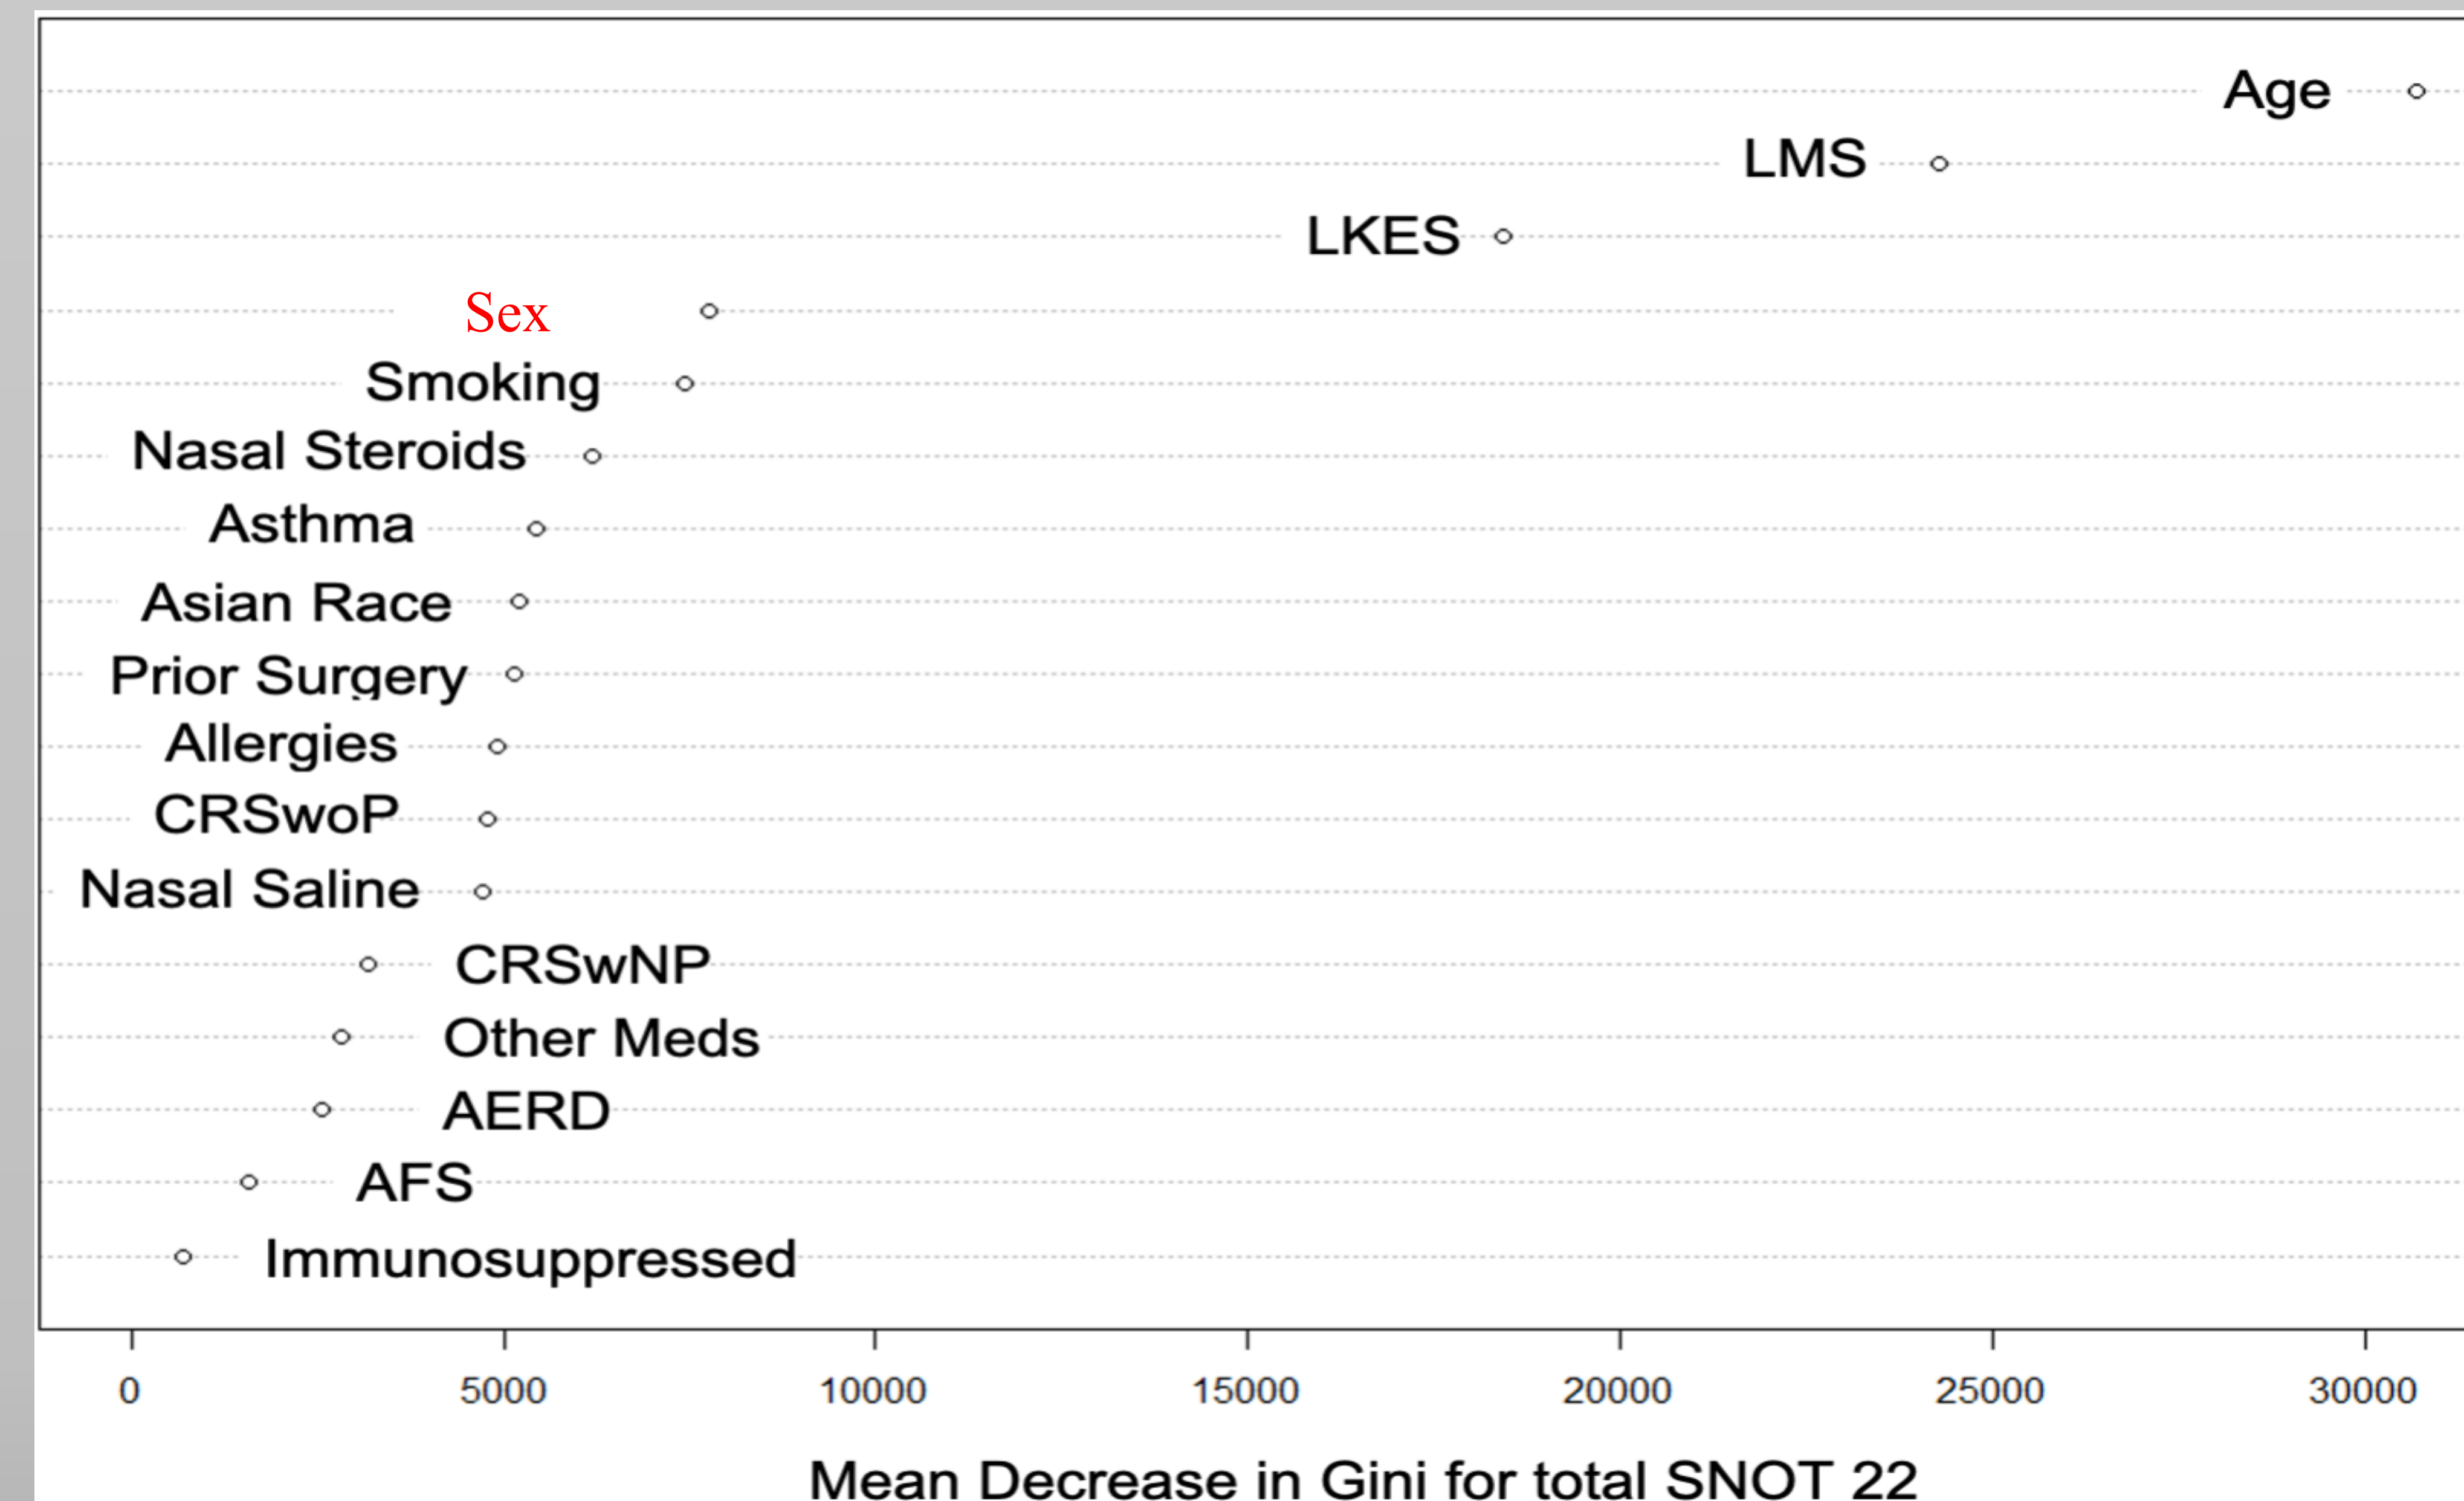 Age
LMS
LKES
Sex
Smoking
Nasal Steroids
Asthma
Asian Race
Prior Surgery
Allergies
CRSwoP
Nasal Saline
CRSwNP
Other Meds
AERD
AFS
Immunosuppressed
0 5000 10000 15000 20000 25000 30000
Mean Decrease in Gini for total SNOT 22